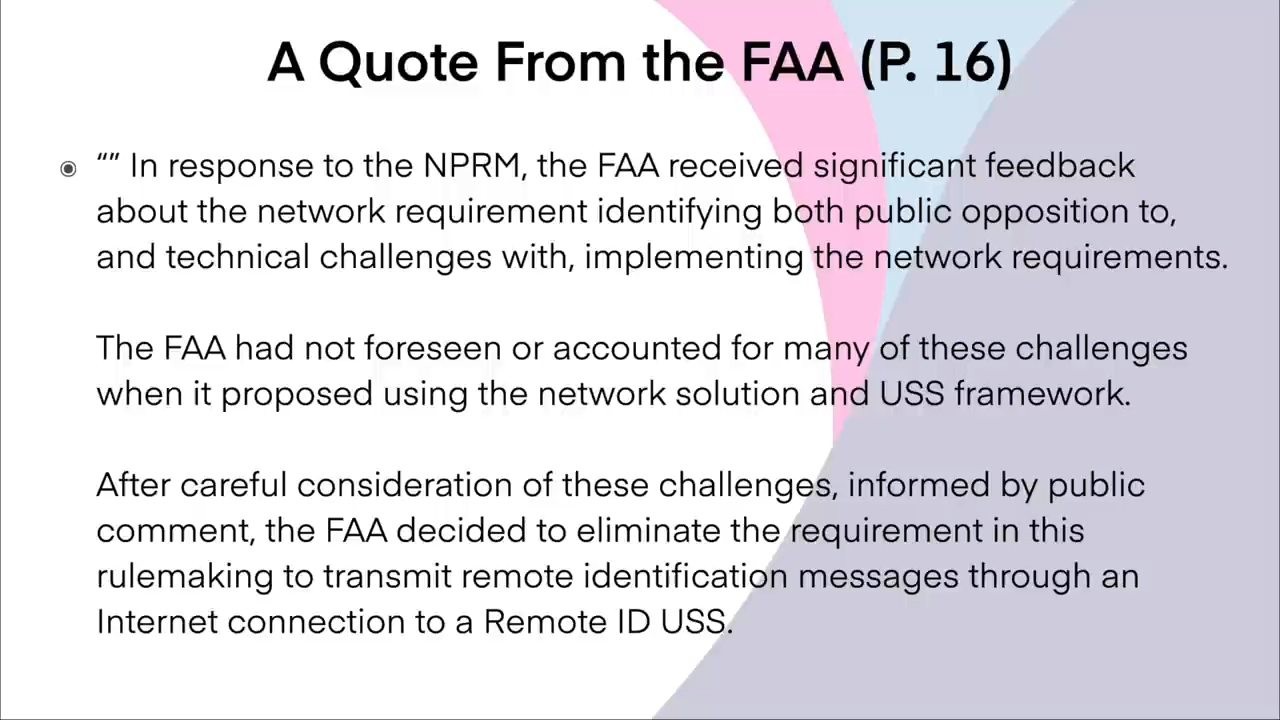 A Quote From the FAA (P. 16)
“” In response to the NPRM, the FAA received significant feedback
about the network requirement identifying both public opposition to,
and technical challenges with, implementing the network requirements.
The FAA had not foreseen or accounted for many of these challenges
when it proposed using the network solution and USS framework.
After careful consideration of these challenges, informed by public
comment, the FAA decided to eliminate the requirement in this
rulemaking to transmit remote identification messages through an
Internet connection to a Remote ID USS.